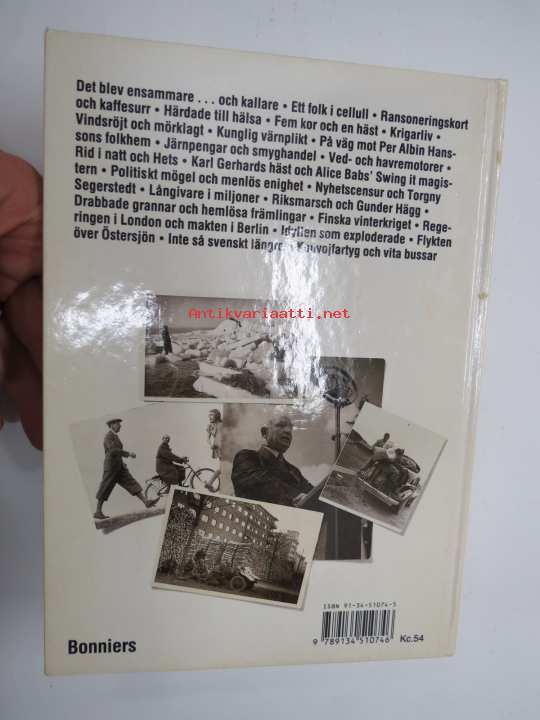 Det blev ensammare . . . och kallare • Ett folk i cellull • Ransoneringskort
och kaffesurr • Härdade till hälsa • Fem kor och en häst • Krigarliv •
Vindsröjt och mörklagt • Kunglig värnplikt • På väg mot Per Albin Hans-
sons folkhem • Järnpengar och smyghandel • Ved- och havremotorer •
Rid i natt och Hets • Karl Gerhards häst och Alice Babs' Swing it magis-
tern • Politiskt mögel och menlös enighet • Nyhetscensur och Torgny
Segerstedt • Långivare i miljoner • Riksmarsch och Gunder Hägg •
Drabbade grannar och hemlösa främlingar • Finska vinterkriget • Rege-
ringen i London och makten i Berlin • Idyllen som exploderade • Flykten
över Östersjön • Inte så svenskt längre • Konvojfartyg och vita bussar
Antikvariaatti.net
ISBN 91-34-51074-5
9 789134 510746
Kc.54
Bonniers